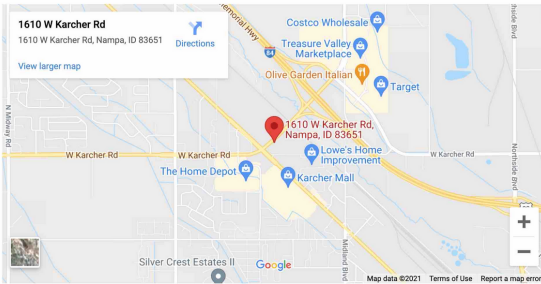 1610 W Karcher Rd
1610 W Karcher Rd, Nampa, ID 83651
Directions
View larger map
Memorial Hwy
84
Costco Wholesale
Treasure Valley
Marketplace
Olive Garden Italian
Target
thside Blvd
N Midway Rd
1610 W Karcher Rd,
Nampa, ID 83651
Lowe's Home
Improvement
W Karcher Rd
W Karcher Rd
W Karcher Rd
The Home Depot
Karcher Mall
Northside Blvd
Midland Blvd
Silver Crest Estates II
Google
+
−
Map data ©2021
Terms of Use
Report a map error